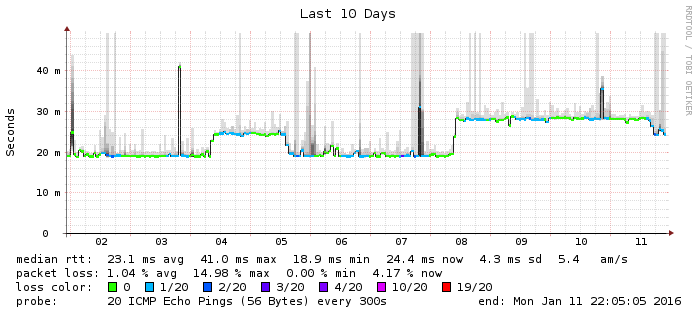 Last 10 Days
RRDTOOL / TOBI OETIKER
Seconds
40 m
30 m
20 m
10 m
0
02 03 04 05 06 07 08 09 10 11
median rtt: 23.1 ms avg 41.0 ms max 18.9 ms min 24.4 ms now 4.3 ms sd 5.4 am/s
packet loss: 1.04 % avg 14.98 % max 0.00 % min 4.17 % now
loss color: 0 1/20 2/20 3/20 4/20 10/20 19/20
probe: 20 ICMP Echo Pings (56 Bytes) every 300s end: Mon Jan 11 22:05:05 2016